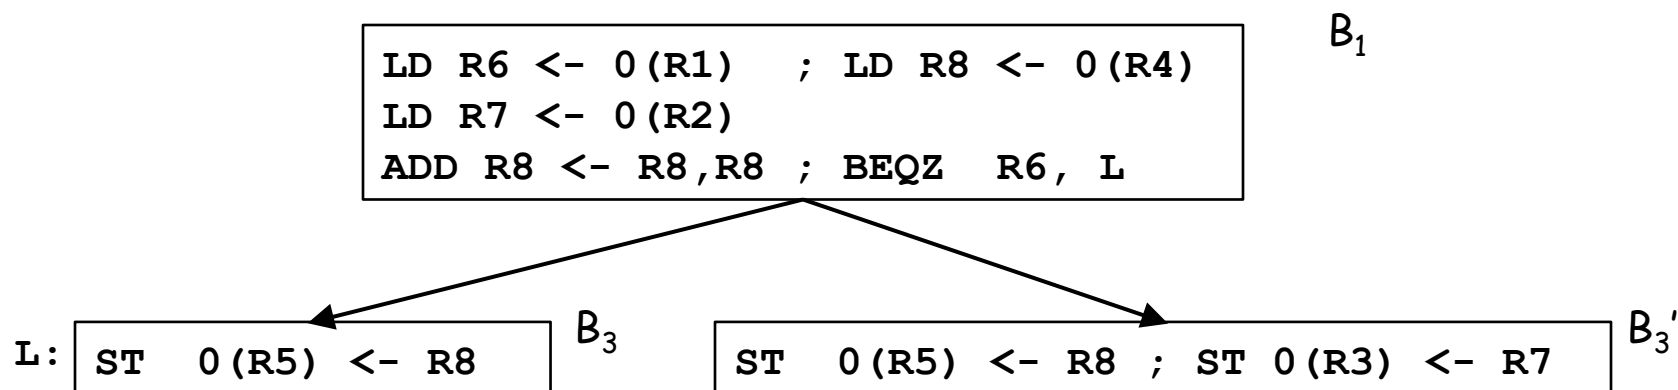 B₁
LD R6 <- 0(R1) ; LD R8 <- 0(R4)
LD R7 <- 0(R2)
ADD R8 <- R8,R8 ; BEQZ R6, L
B₃
B₃'
L: ST 0(R5) <- R8
ST 0(R5) <- R8 ; ST 0(R3) <- R7